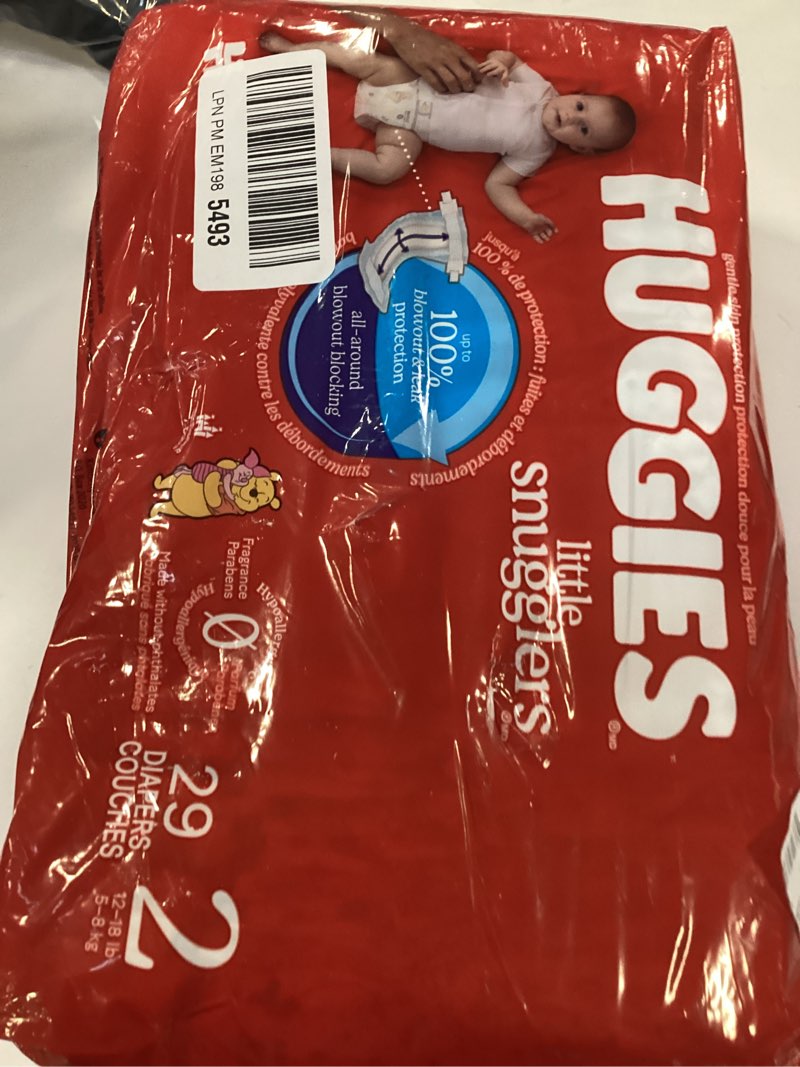 gentle skin protection protection douce pour la peau
HUGGIES
little
snugglers
jusqu'à
100 % de protection : fuites et débordements
up to
100%
blowout & leak
protection
all-around
blowout blocking
contre les débordements
LPN PM EM198 5493
Fragrance
Parabens
0
Made without phthalates
29
DIAPERS-
COUCHES
2
12-18 lb
5-8 kg